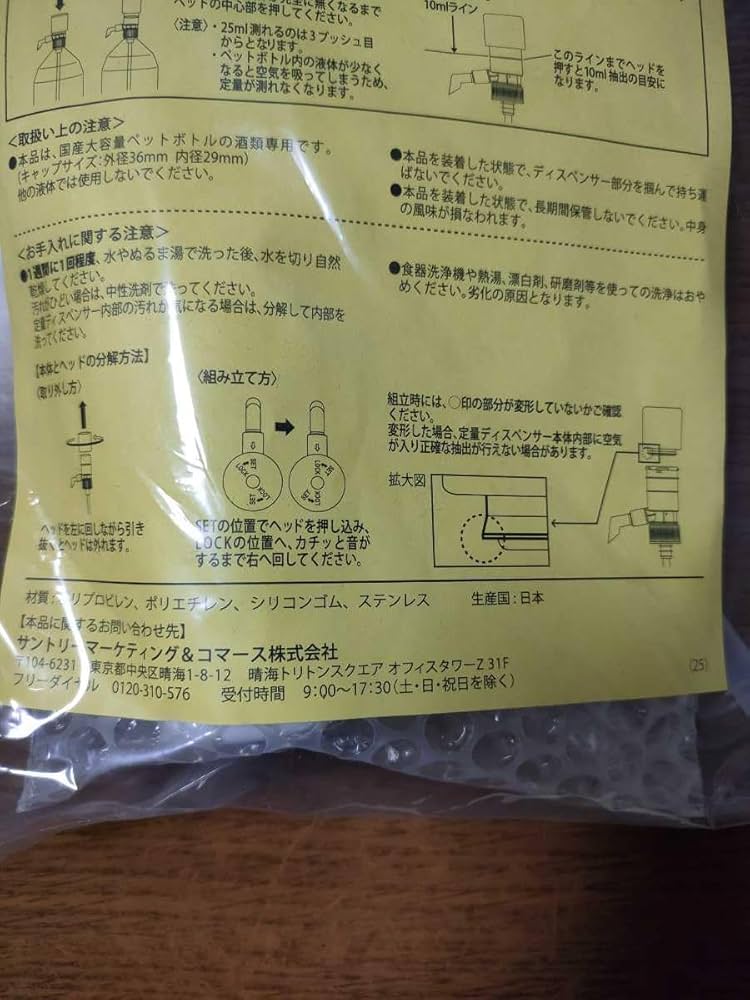 無くなるまで
ヘッドの中心部を押してください。
〈注意〉・25ml測れるのは3プッシュ目
からとなります。
・ペットボトル内の液体が少なく
なると空気を吸ってしまうため、
定量が測れなくなります。
10mlライン
このラインまでヘッドを
押すと10ml抽出の目安に
なります。
<取扱い上の注意>
●本品は、国産大容量ペットボトルの酒類専用です。
(キャップサイズ:外径36mm 内径29mm)
他の液体では使用しないでください。
●本品を装着した状態で、ディスペンサー部分を掴んで持ち運
ばないでください。
●本品を装着した状態で、長期間保管しないでください。中身
の風味が損なわれます。
<お手入れに関する注意>
●1週間に1回程度、水やぬるま湯で洗った後、水を切り自然
乾燥してください。
汚れがひどい場合は、中性洗剤で洗ってください。
定量ディスペンサー内部の汚れが気になる場合は、分解して内部を
洗ってください。
●食器洗浄機や熱湯、漂白剤、研磨剤等を使っての洗浄はおや
めください。劣化の原因となります。
【本体とヘッドの分解方法】
〈取り外し方〉
ヘッドを左に回しながら引き
抜くとヘッドは外れます。
〈組み立て方〉
SET
LOCK
SET
LOCK
SET
LOCK
SET
LOCK
SETの位置でヘッドを押し込み、
LOCKの位置へ、カチッと音が
するまで右へ回してください。
組立時には、○印の部分が変形していないかご確認
ください。
変形した場合、定量ディスペンサー本体内部に空気
が入り正確な抽出が行えない場合があります。
拡大図
材質:ポリプロピレン、ポリエチレン、シリコンゴム、ステンレス 生産国:日本
【本品に関するお問い合わせ先】
サントリーマーケティング&コマース株式会社
〒104-6231 東京都中央区晴海1-8-12 晴海トリトンスクエア オフィスタワーZ 31F
フリーダイヤル 0120-310-576 受付時間 9:00〜17:30(土・日・祝日を除く)
(25)